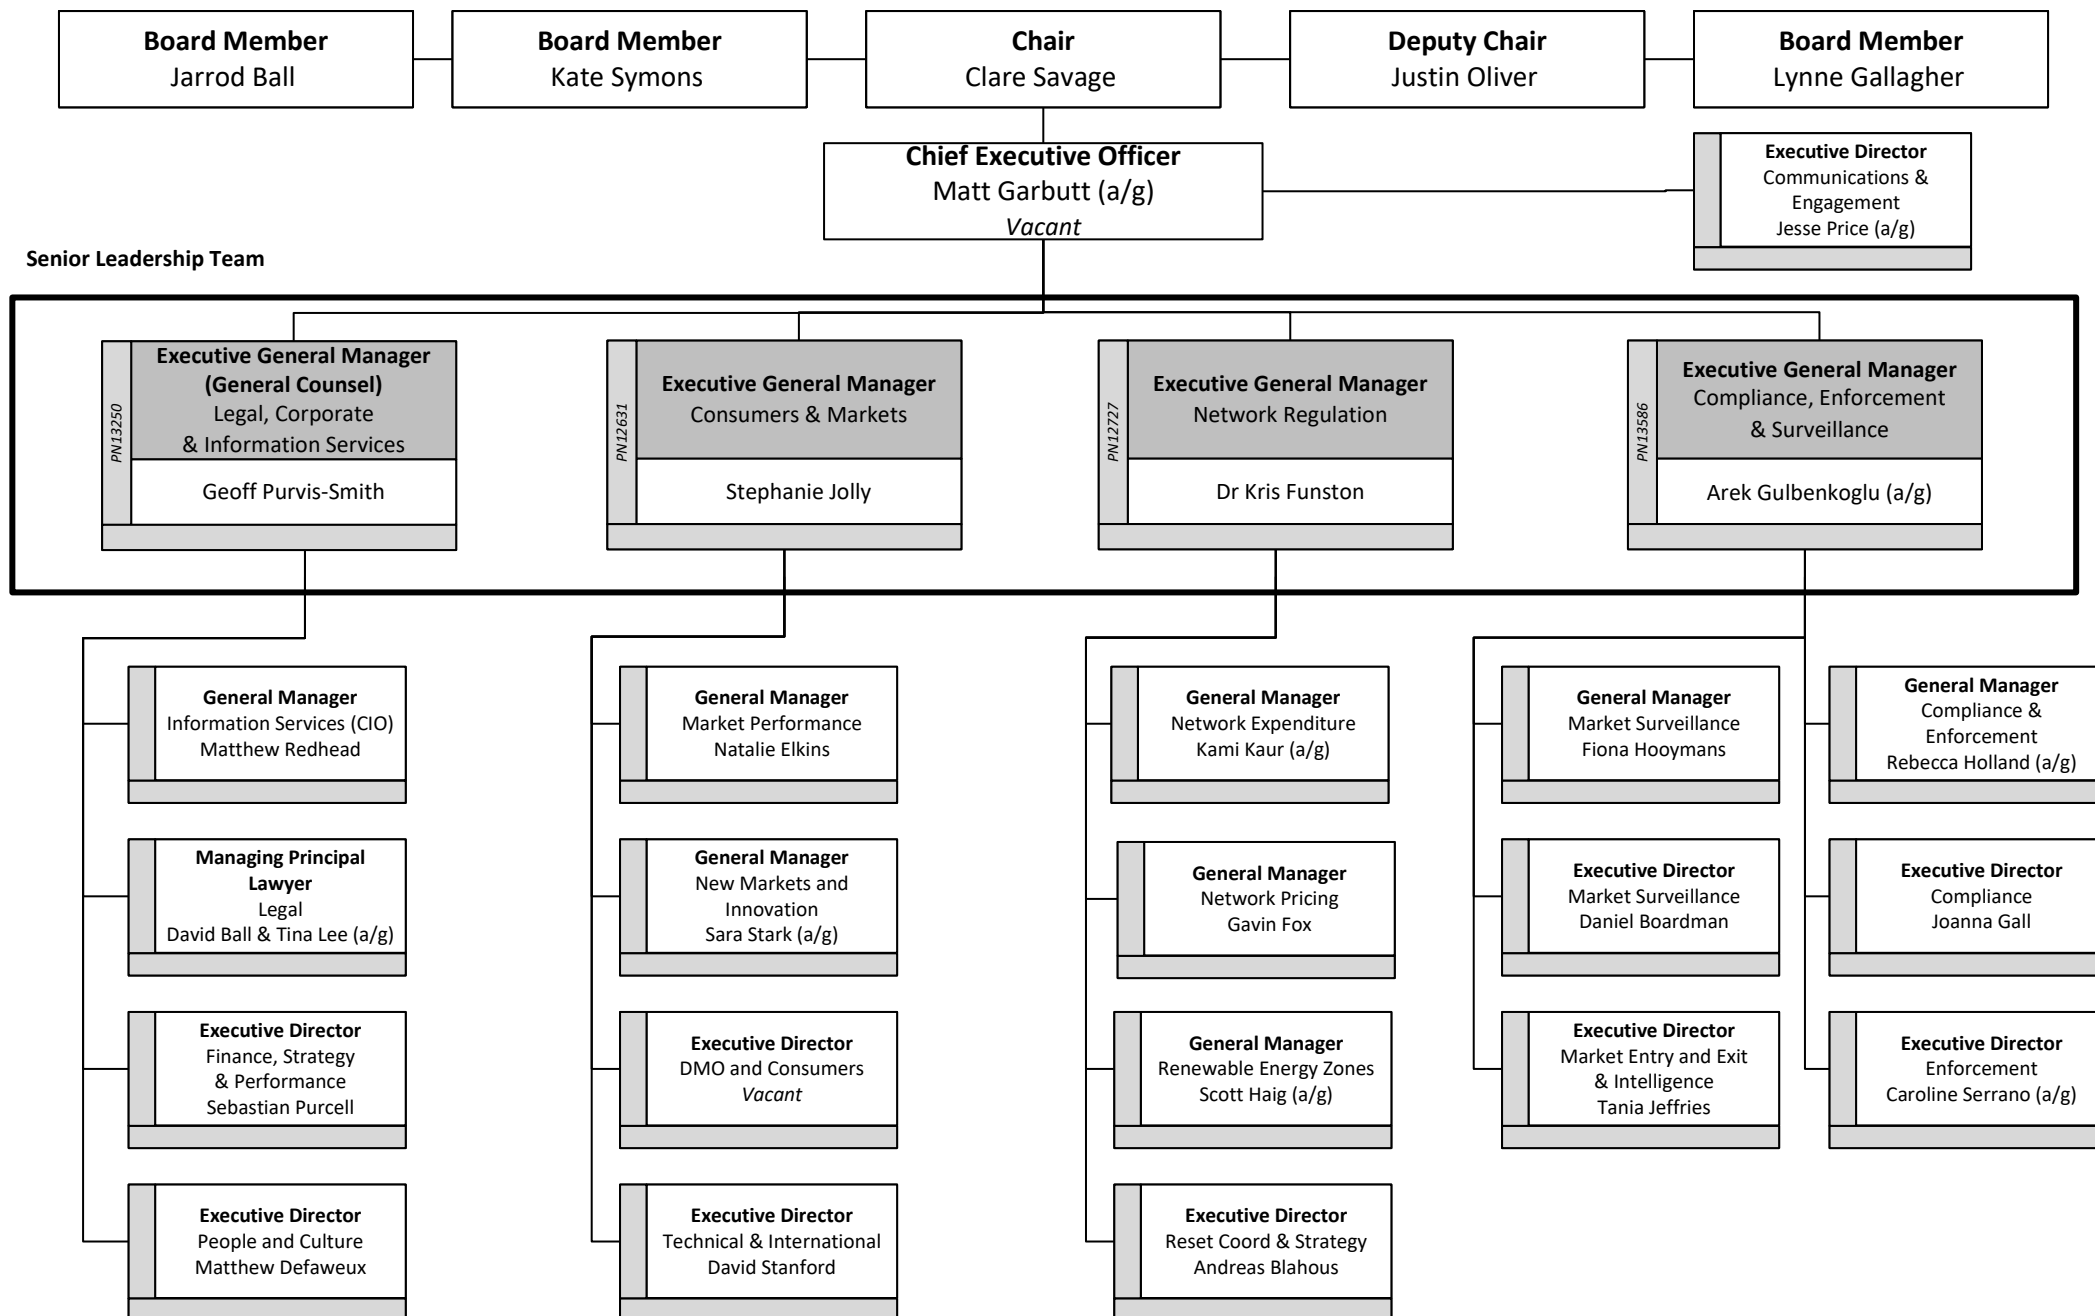 Board Member
Jarrod Ball
Board Member
Kate Symons
Chair
Clare Savage
Deputy Chair
Justin Oliver
Board Member
Lynne Gallagher
Chief Executive Officer
Matt Garbutt (a/g)
Vacant
Executive Director
Communications &
Engagement
Jesse Price (a/g)
Senior Leadership Team
PN13250
Executive General Manager
(General Counsel)
Legal, Corporate
& Information Services
Geoff Purvis-Smith
PN12631
Executive General Manager
Consumers & Markets
Stephanie Jolly
PN12727
Executive General Manager
Network Regulation
Dr Kris Funston
PN13586
Executive General Manager
Compliance, Enforcement
& Surveillance
Arek Gulbenkoglu (a/g)
General Manager
Information Services (CIO)
Matthew Redhead
Managing Principal
Lawyer
Legal
David Ball & Tina Lee (a/g)
Executive Director
Finance, Strategy
& Performance
Sebastian Purcell
Executive Director
People and Culture
Matthew Defaweux
General Manager
Market Performance
Natalie Elkins
General Manager
New Markets and
Innovation
Sara Stark (a/g)
Executive Director
DMO and Consumers
Vacant
Executive Director
Technical & International
David Stanford
General Manager
Network Expenditure
Kami Kaur (a/g)
General Manager
Network Pricing
Gavin Fox
General Manager
Renewable Energy Zones
Scott Haig (a/g)
Executive Director
Reset Coord & Strategy
Andreas Blahous
General Manager
Market Surveillance
Fiona Hooymans
Executive Director
Market Surveillance
Daniel Boardman
Executive Director
Market Entry and Exit
& Intelligence
Tania Jeffries
General Manager
Compliance &
Enforcement
Rebecca Holland (a/g)
Executive Director
Compliance
Joanna Gall
Executive Director
Enforcement
Caroline Serrano (a/g)